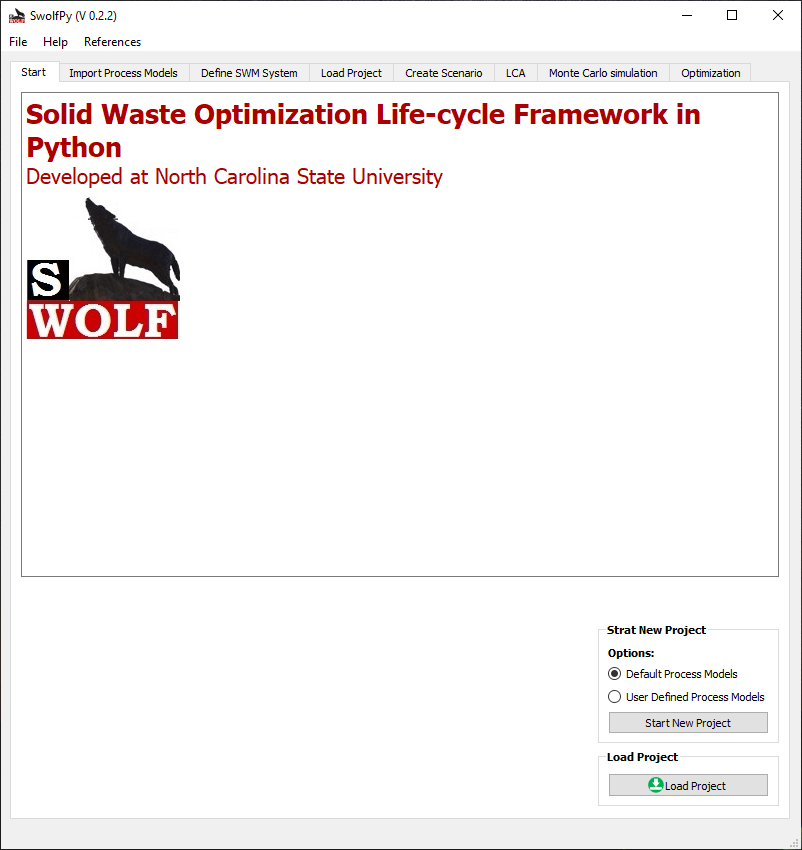 SwolfPy (V 0.2.2)
File Help References
Start Import Process Models Define SWM System Load Project Create Scenario LCA Monte Carlo simulation Optimization
Solid Waste Optimization Life-cycle Framework in
Python
Developed at North Carolina State University
S
WOLF
Strat New Project
Options:
Default Process Models
User Defined Process Models
Start New Project
Load Project
Load Project